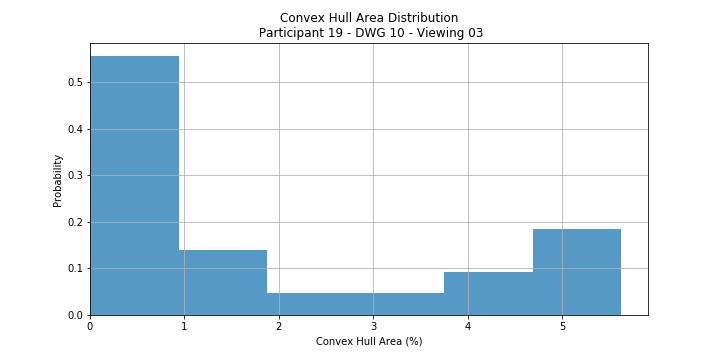 Convex Hull Area Distribution
Participant 19 - DWG 10 - Viewing 03
0.5
0.4
0.3
0.2
0.1
0.0
Probability
0 1 2 3 4 5
Convex Hull Area (%)